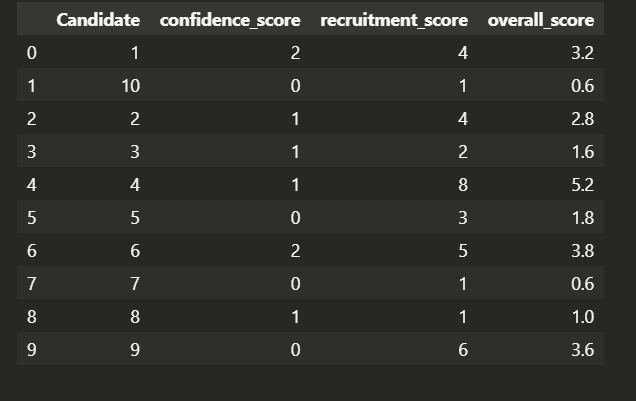 Candidate confidence_score recruitment_score overall_score
0 1 2 4 3.2
1 10 0 1 0.6
2 2 1 4 2.8
3 3 1 2 1.6
4 4 1 8 5.2
5 5 0 3 1.8
6 6 2 5 3.8
7 7 0 1 0.6
8 8 1 1 1.0
9 9 0 6 3.6